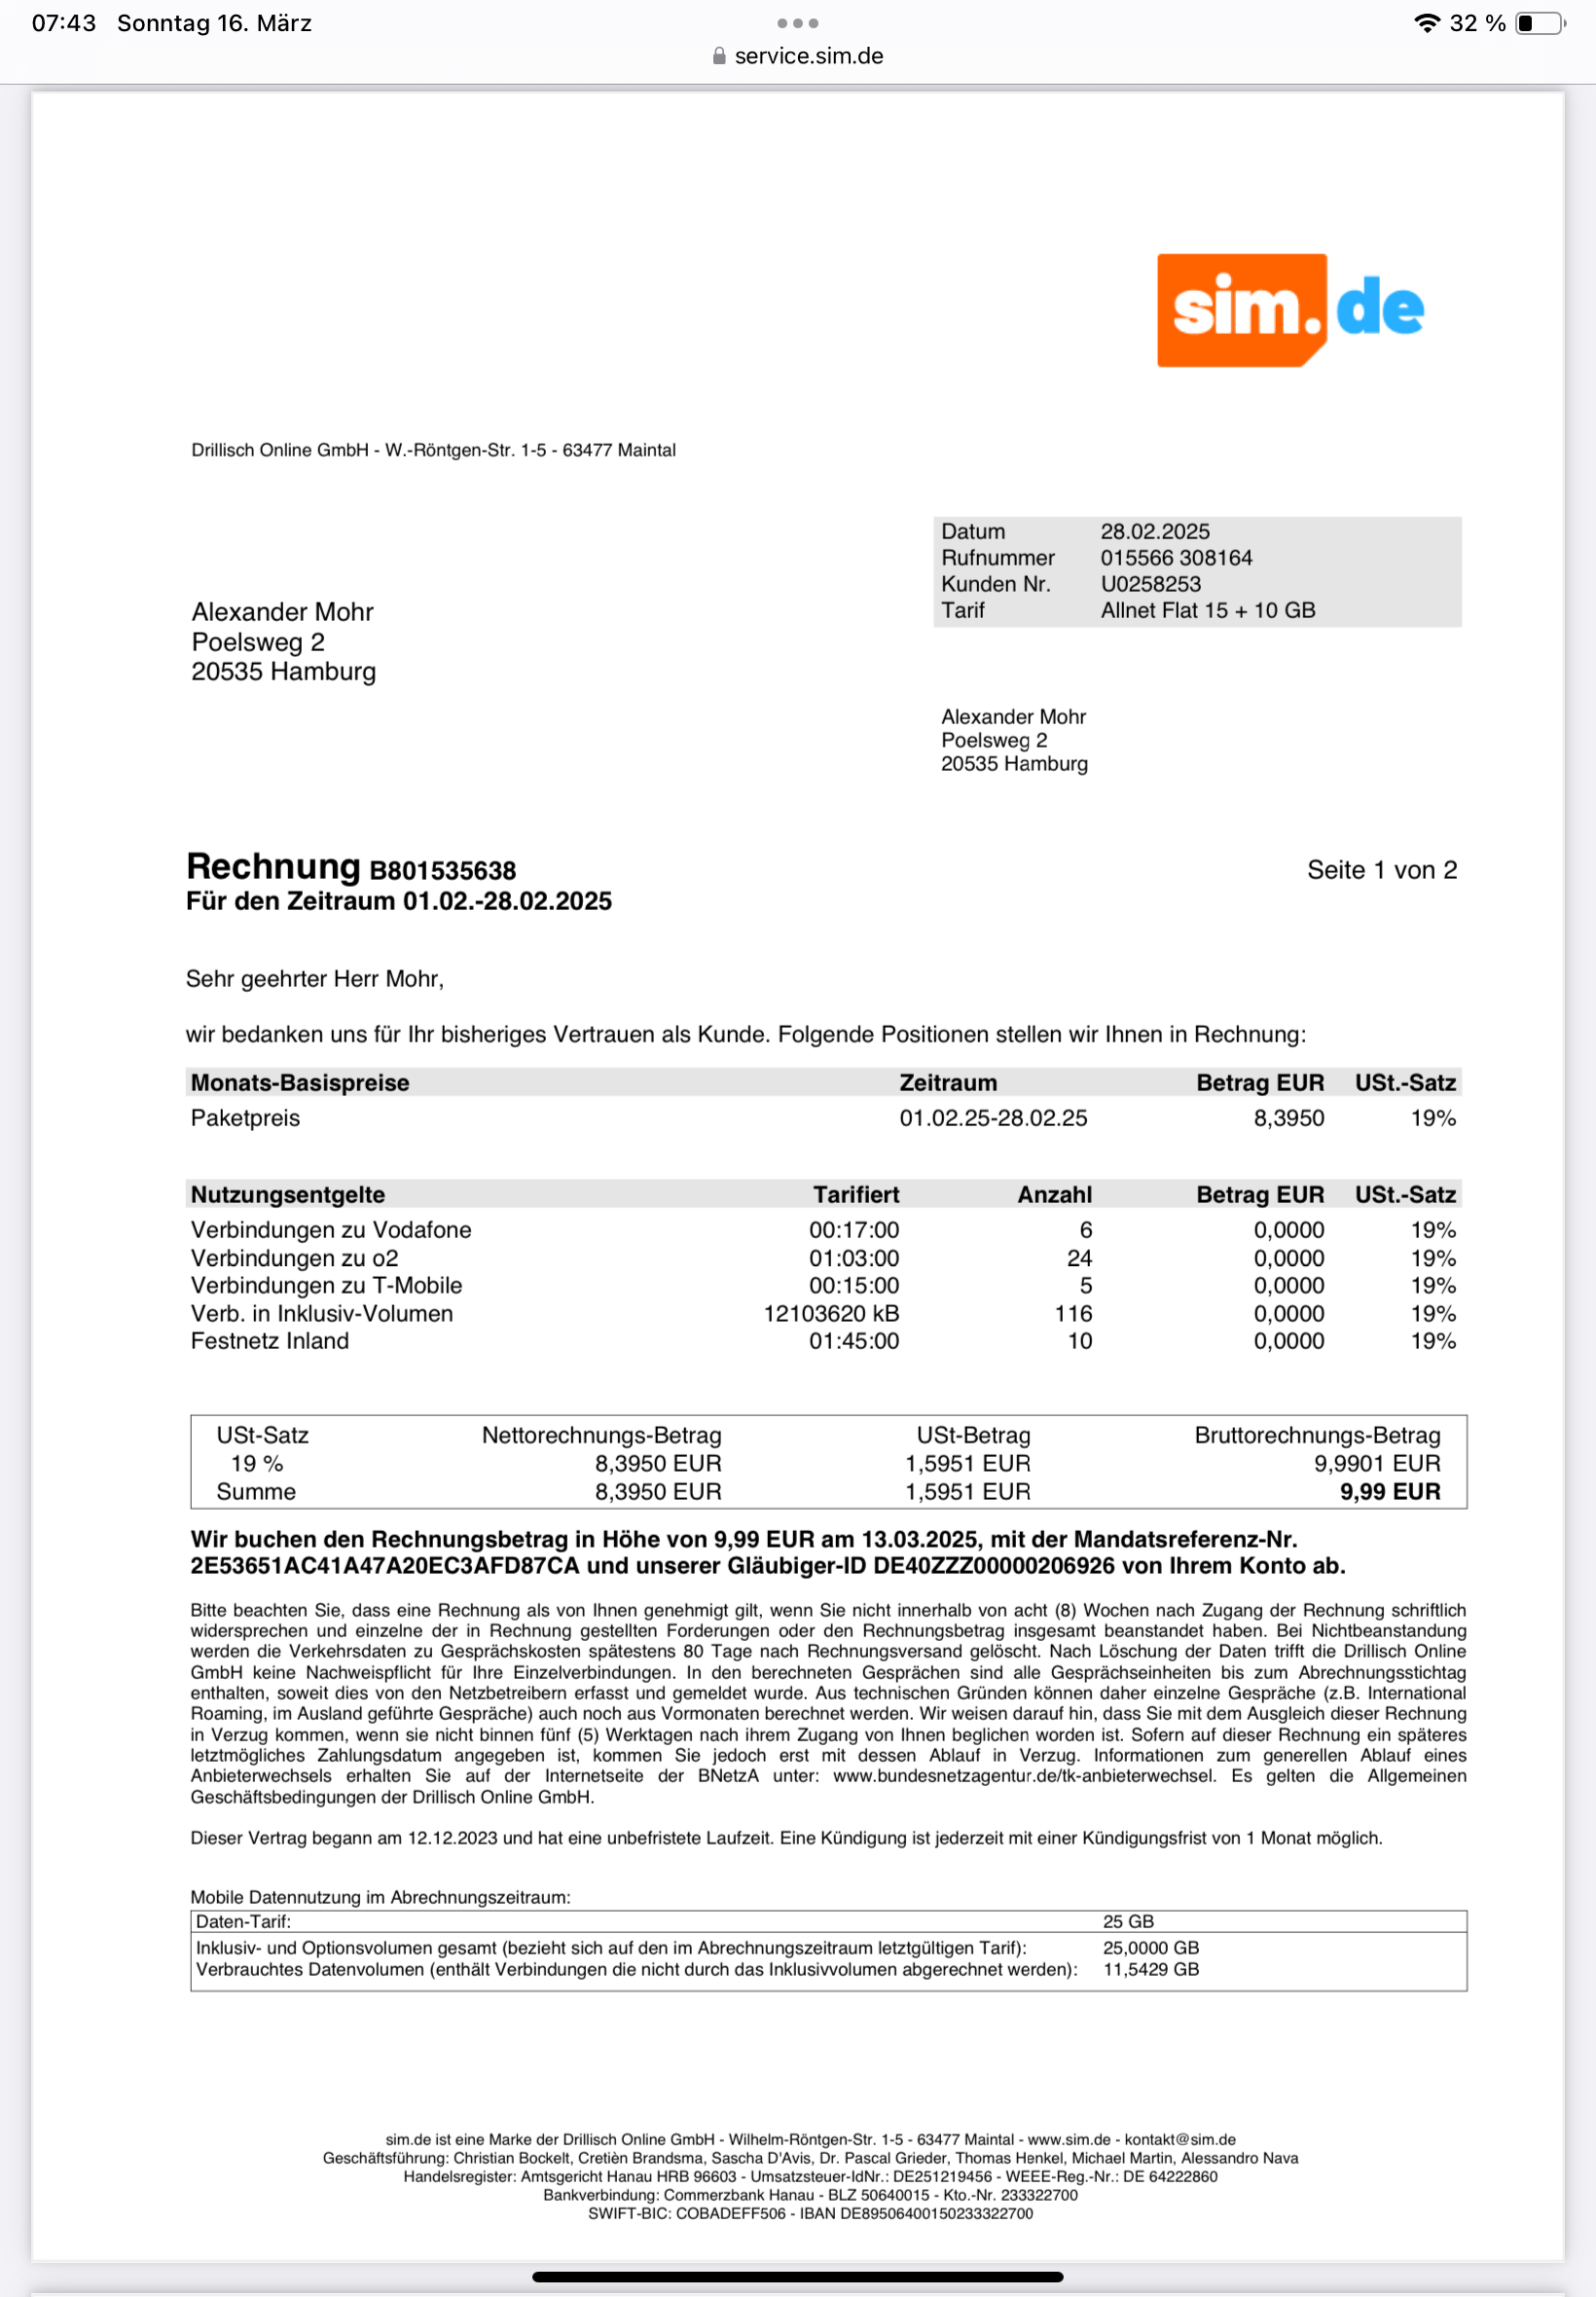 07:43 Sonntag 16. März
32 %
service.sim.de
sim.de
Drillisch Online GmbH - W.-Röntgen-Str. 1-5 - 63477 Maintal
Datum 28.02.2025
Rufnummer 015566 308164
Kunden Nr. U0258253
Tarif Allnet Flat 15 + 10 GB
Alexander Mohr
Poelsweg 2
20535 Hamburg
Alexander Mohr
Poelsweg 2
20535 Hamburg
Rechnung B801535638 Seite 1 von 2
Für den Zeitraum 01.02.-28.02.2025
Sehr geehrter Herr Mohr,
wir bedanken uns für Ihr bisheriges Vertrauen als Kunde. Folgende Positionen stellen wir Ihnen in Rechnung:
Monats-Basispreise Zeitraum Betrag EUR USt.-Satz
Paketpreis 01.02.25-28.02.25 8,3950 19%
Nutzungsentgelte Tarifiert Anzahl Betrag EUR USt.-Satz
Verbindungen zu Vodafone 00:17:00 6 0,0000 19%
Verbindungen zu o2 01:03:00 24 0,0000 19%
Verbindungen zu T-Mobile 00:15:00 5 0,0000 19%
Verb. in Inklusiv-Volumen 12103620 kB 116 0,0000 19%
Festnetz Inland 01:45:00 10 0,0000 19%
USt-Satz Nettorechnungs-Betrag USt-Betrag Bruttorechnungs-Betrag
19 % 8,3950 EUR 1,5951 EUR 9,9901 EUR
Summe 8,3950 EUR 1,5951 EUR 9,99 EUR
Wir buchen den Rechnungsbetrag in Höhe von 9,99 EUR am 13.03.2025, mit der Mandatsreferenz-Nr.
2E53651AC41A47A20EC3AFD87CA und unserer Gläubiger-ID DE40ZZZ00000206926 von Ihrem Konto ab.
Bitte beachten Sie, dass eine Rechnung als von Ihnen genehmigt gilt, wenn Sie nicht innerhalb von acht (8) Wochen nach Zugang der Rechnung schriftlich
widersprechen und einzelne der in Rechnung gestellten Forderungen oder den Rechnungsbetrag insgesamt beanstandet haben. Bei Nichtbeanstandung
werden die Verkehrsdaten zu Gesprächskosten spätestens 80 Tage nach Rechnungsversand gelöscht. Nach Löschung der Daten trifft die Drillisch Online
GmbH keine Nachweispflicht für Ihre Einzelverbindungen. In den berechneten Gesprächen sind alle Gesprächseinheiten bis zum Abrechnungsstichtag
enthalten, soweit dies von den Netzbetreibern erfasst und gemeldet wurde. Aus technischen Gründen können daher einzelne Gespräche (z.B. International
Roaming, im Ausland geführte Gespräche) auch noch aus Vormonaten berechnet werden. Wir weisen darauf hin, dass Sie mit dem Ausgleich dieser Rechnung
in Verzug kommen, wenn sie nicht binnen fünf (5) Werktagen nach ihrem Zugang von Ihnen beglichen worden ist. Sofern auf dieser Rechnung ein späteres
letztmögliches Zahlungsdatum angegeben ist, kommen Sie jedoch erst mit dessen Ablauf in Verzug. Informationen zum generellen Ablauf eines
Anbieterwechsels erhalten Sie auf der Internetseite der BNetzA unter: www.bundesnetzagentur.de/tk-anbieterwechsel. Es gelten die Allgemeinen
Geschäftsbedingungen der Drillisch Online GmbH.
Dieser Vertrag begann am 12.12.2023 und hat eine unbefristete Laufzeit. Eine Kündigung ist jederzeit mit einer Kündigungsfrist von 1 Monat möglich.
Mobile Datennutzung im Abrechnungszeitraum:
Daten-Tarif: 25 GB
Inklusiv- und Optionsvolumen gesamt (bezieht sich auf den im Abrechnungszeitraum letztgültigen Tarif): 25,0000 GB
Verbrauchtes Datenvolumen (enthält Verbindungen die nicht durch das Inklusivvolumen abgerechnet werden): 11,5429 GB
sim.de ist eine Marke der Drillisch Online GmbH - Wilhelm-Röntgen-Str. 1-5 - 63477 Maintal - www.sim.de - kontakt@sim.de
Geschäftsführung: Christian Bockelt, Cretièn Brandsma, Sascha D'Avis, Dr. Pascal Grieder, Thomas Henkel, Michael Martin, Alessandro Nava
Handelsregister: Amtsgericht Hanau HRB 96603 - Umsatzsteuer-IdNr.: DE251219456 - WEEE-Reg.-Nr.: DE 64222860
Bankverbindung: Commerzbank Hanau - BLZ 50640015 - Kto.-Nr. 233322700
SWIFT-BIC: COBADEFF506 - IBAN DE89506400150233322700